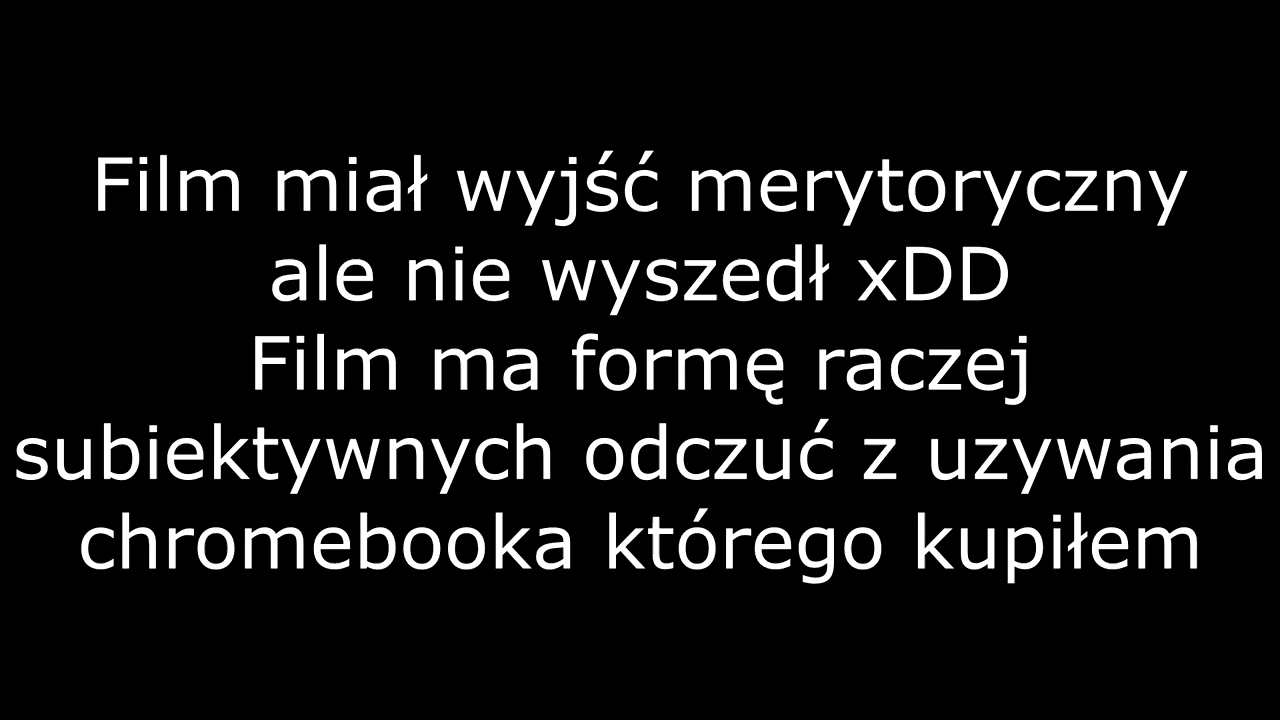 Film miał wyjść merytoryczny
ale nie wyszedł xDD
Film ma formę raczej
subiektywnych odczuć z uzywania
chromebooka którego kupiłem